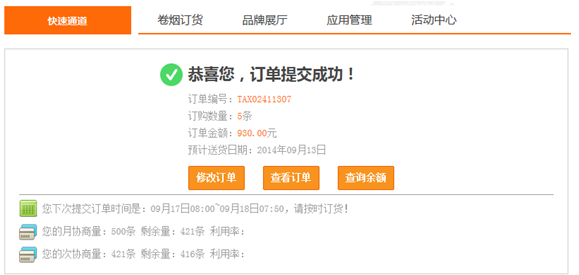 快速通道 卷烟订货 品牌展厅 应用管理 活动中心
恭喜您，订单提交成功！
订单编号：TAX02411307
订购数量：5条
订单金额：930.00元
预计送货日期：2014年09月13日
修改订单 查看订单 查询余额
您下次提交订单时间是：09月17日08:00~09月18日07:50，请按时订货！
您的月协商量：500条 剩余量：421条 利用率：
您的次协商量：421条 剩余量：416条 利用率：